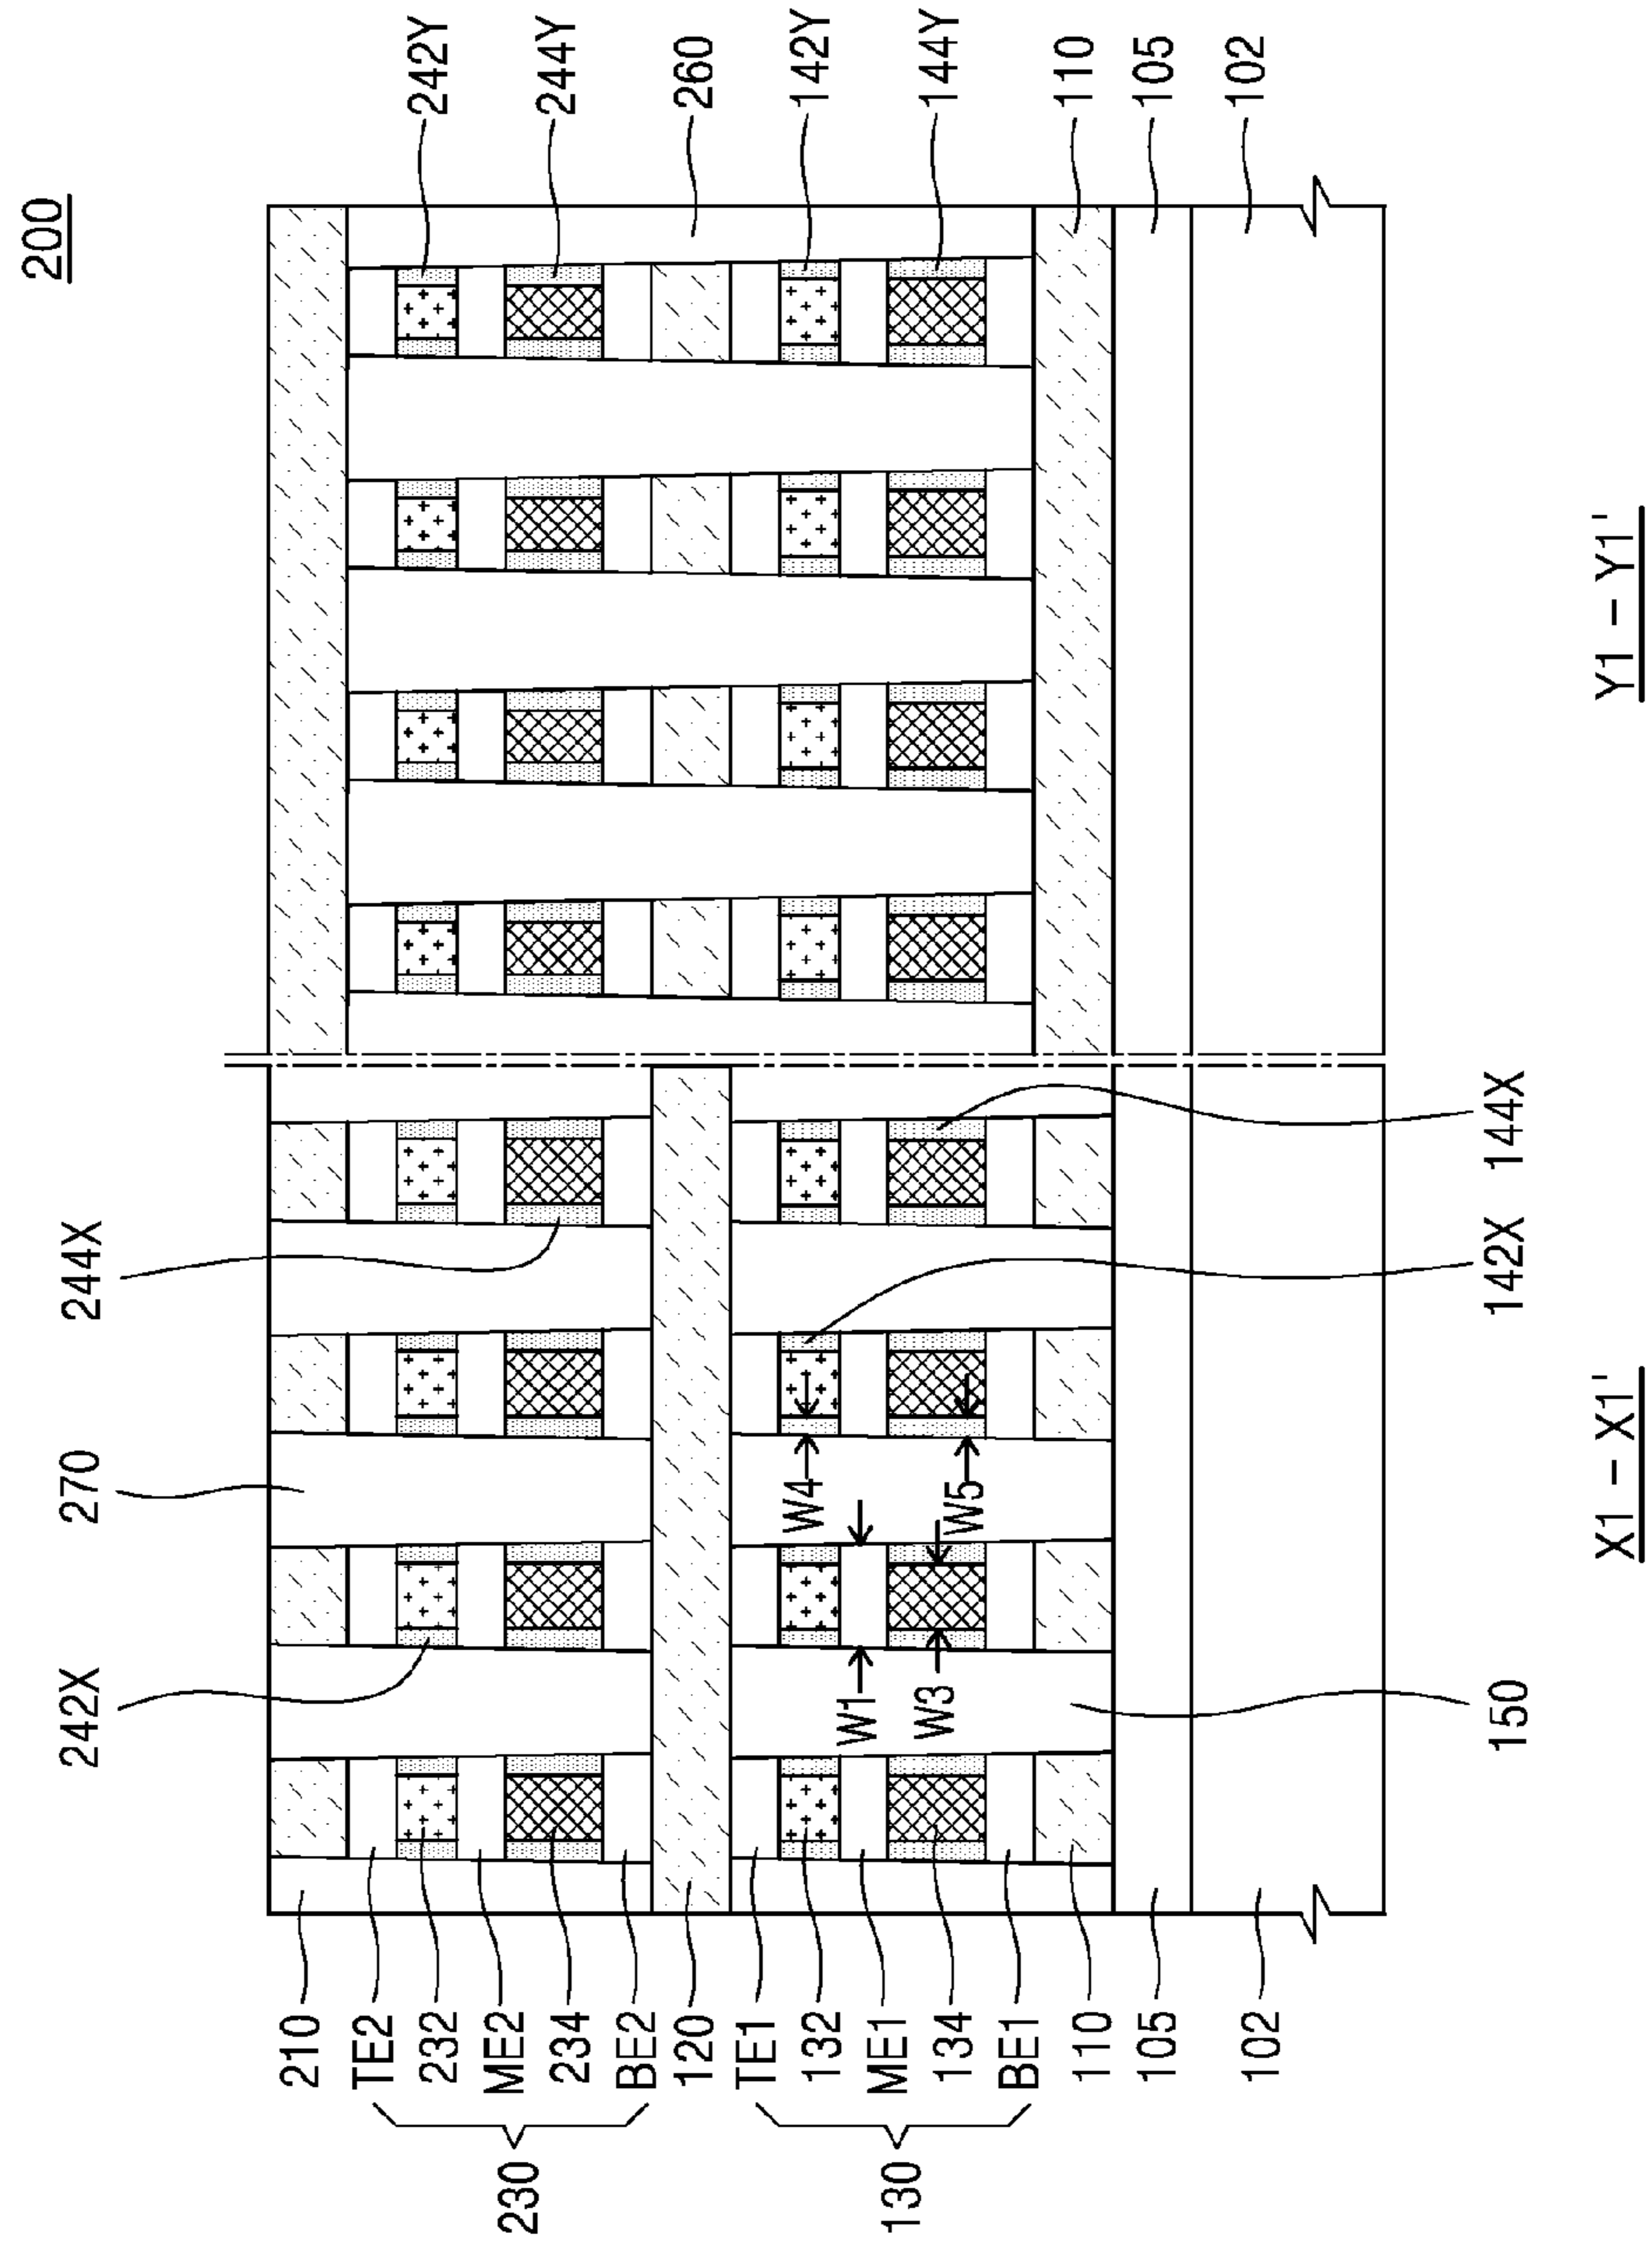 200
242X
270
244X
210
TE2
232
ME2
234
BE2
120
TE1
132
ME1
134
BE1
110
105
102
230
130
242Y
244Y
260
142Y
144Y
110
105
102
W4
W1
W3
W5
150
142X
144X
X1 - X1'
Y1 - Y1'